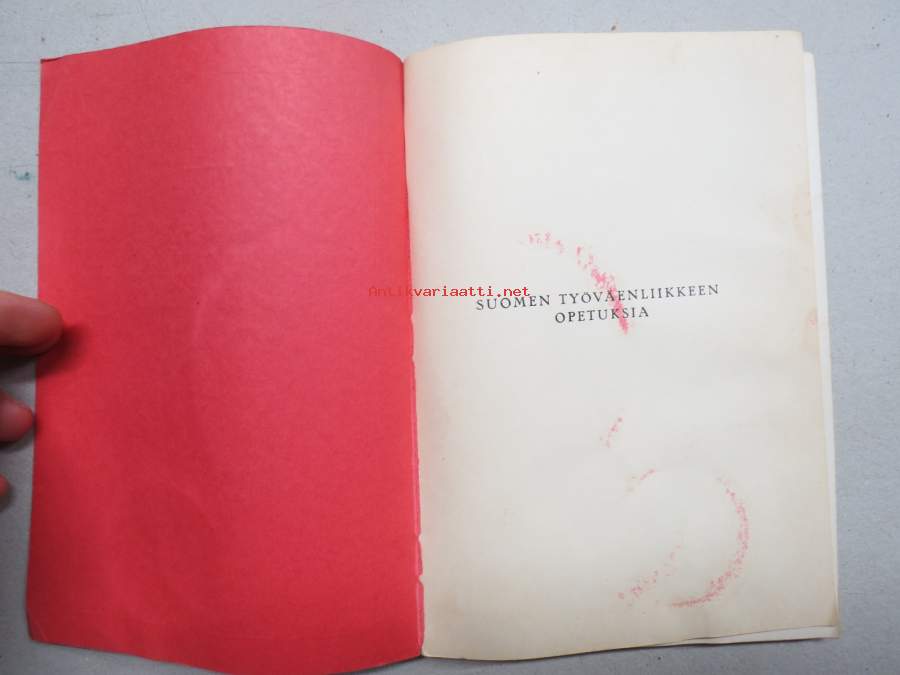 Antikvariaatti.net
SUOMEN TYÖVÄENLIIKKEEN
OPETUKSIA